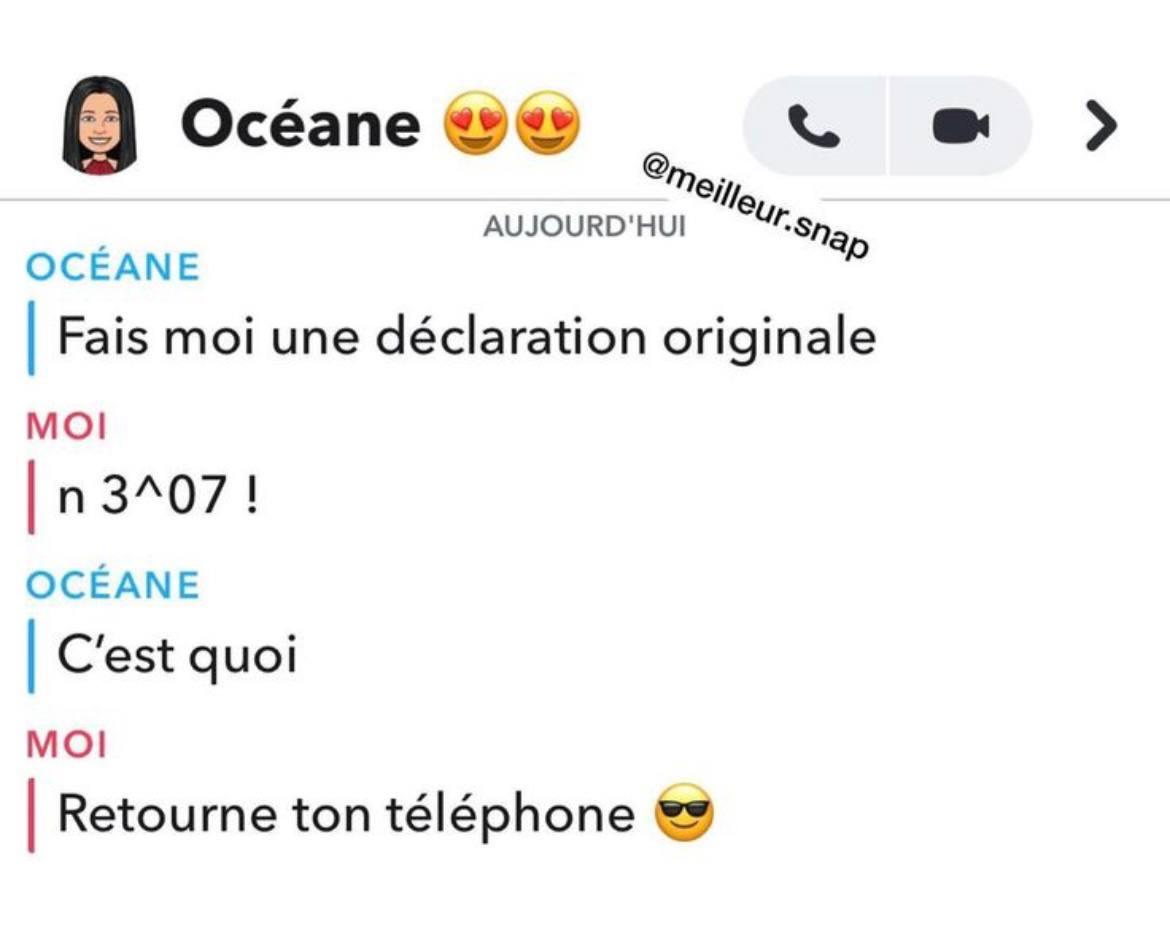 Océane 😍😍
@meilleur.snap
AUJOURD'HUI
OCÉANE
Fais moi une déclaration originale
MOI
n 3^07 !
OCÉANE
C’est quoi
MOI
Retourne ton téléphone 😎